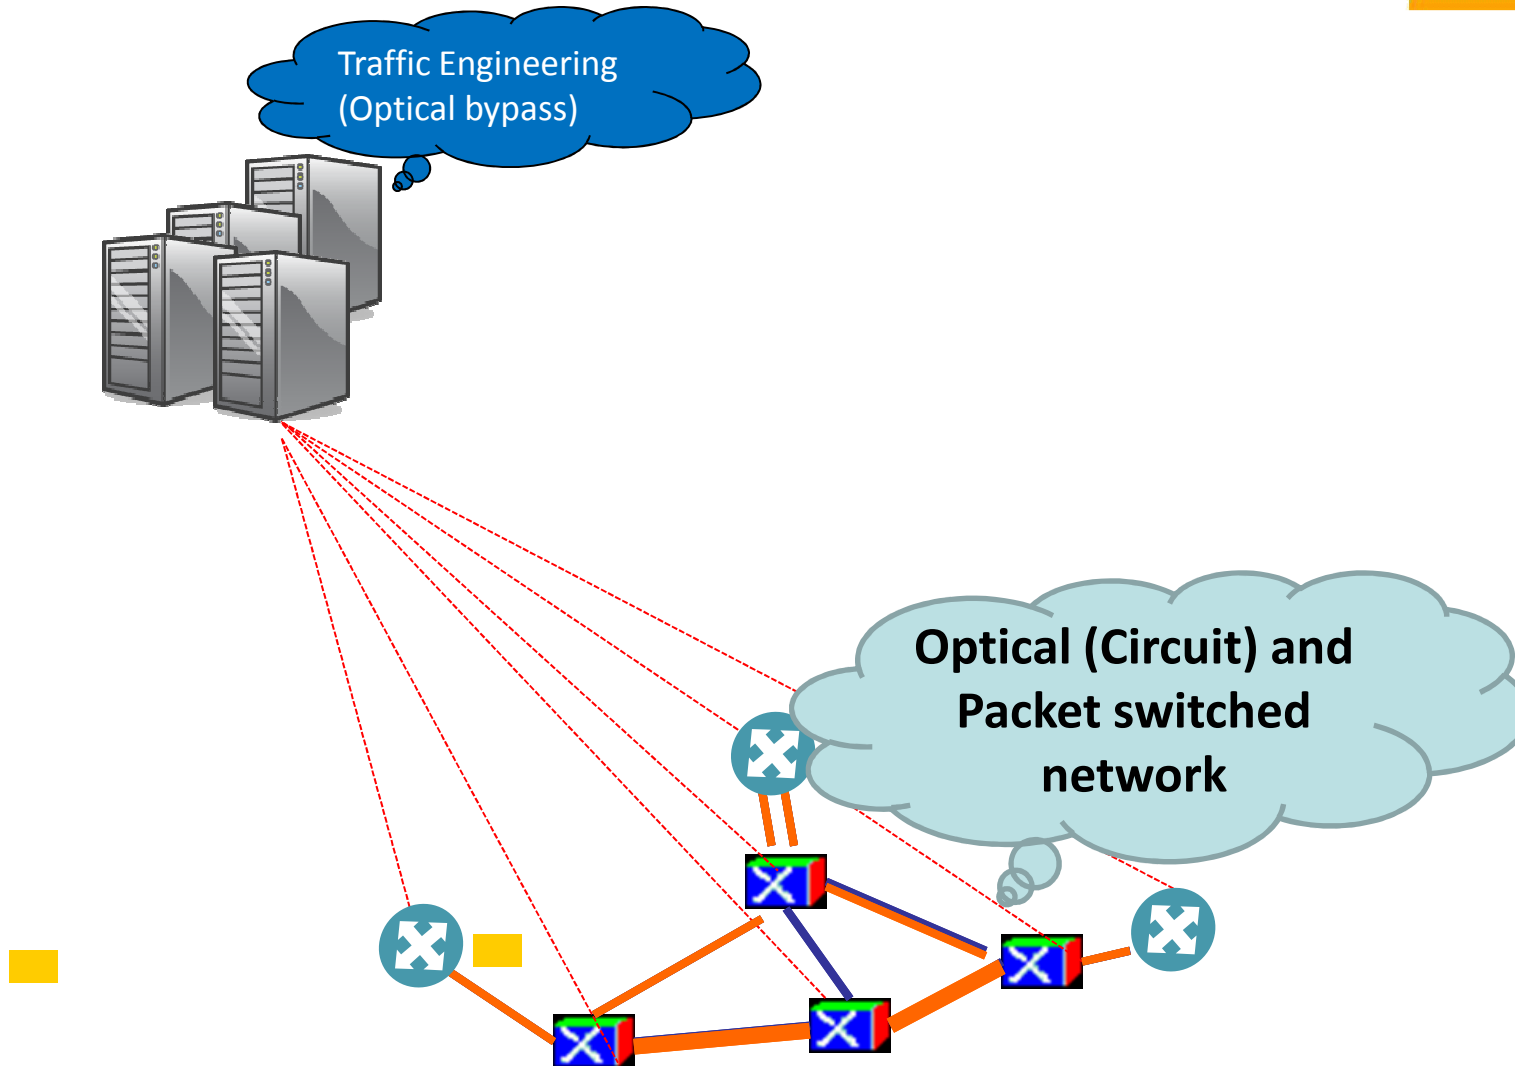 Traffic Engineering
(Optical bypass)
Optical (Circuit) and
Packet switched
network